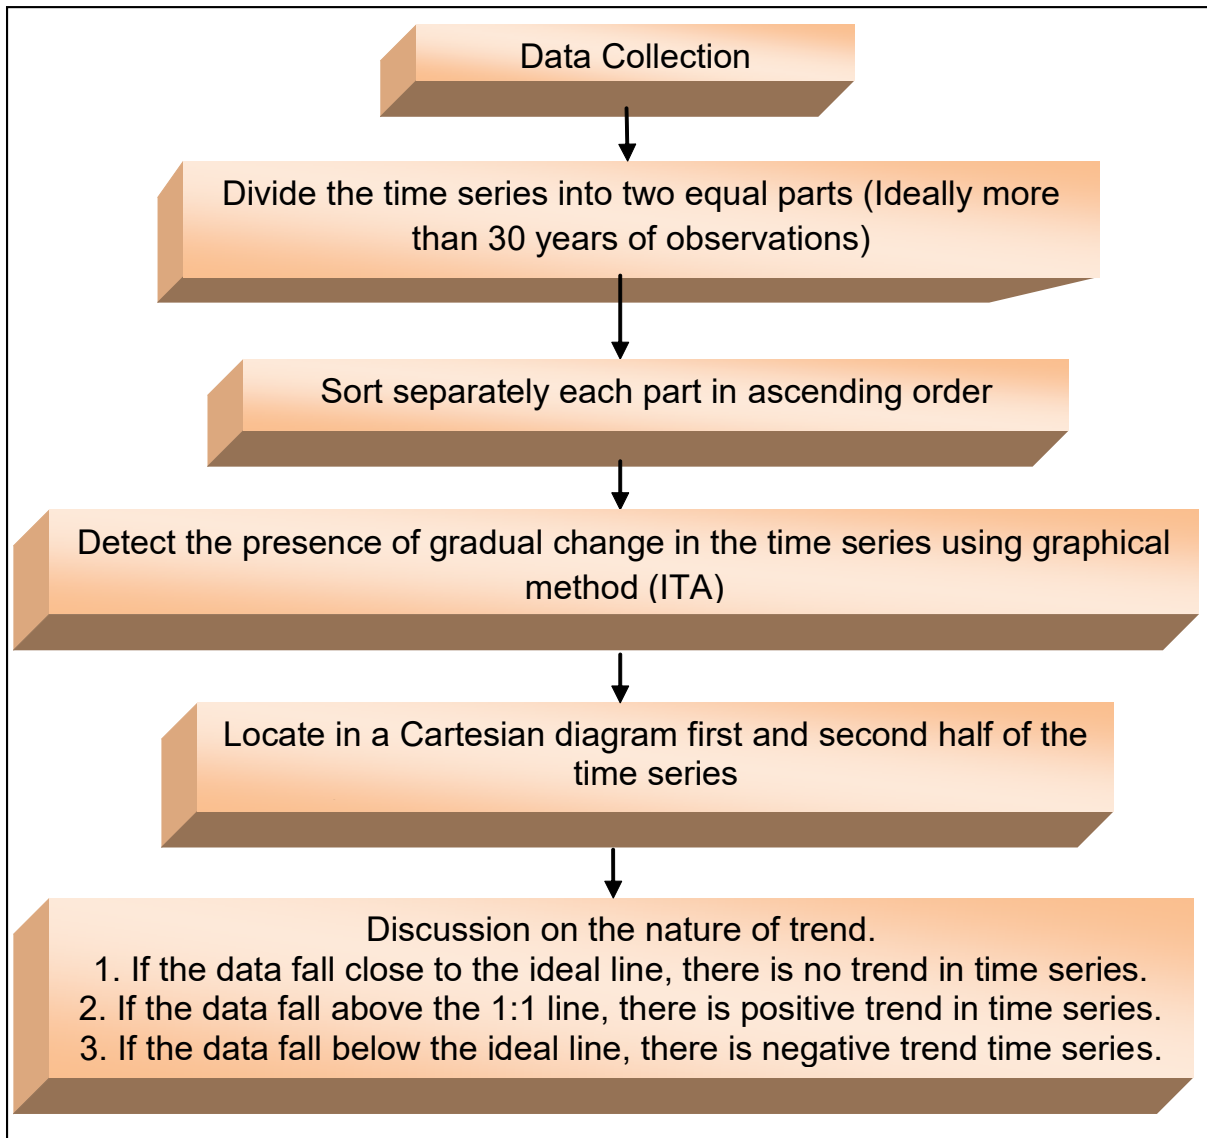 Data Collection
Divide the time series into two equal parts (Ideally more
than 30 years of observations)
Sort separately each part in ascending order
Detect the presence of gradual change in the time series using graphical
method (ITA)
Locate in a Cartesian diagram first and second half of the
time series
Discussion on the nature of trend.
1. If the data fall close to the ideal line, there is no trend in time series.
2. If the data fall above the 1:1 line, there is positive trend in time series.
3. If the data fall below the ideal line, there is negative trend time series.